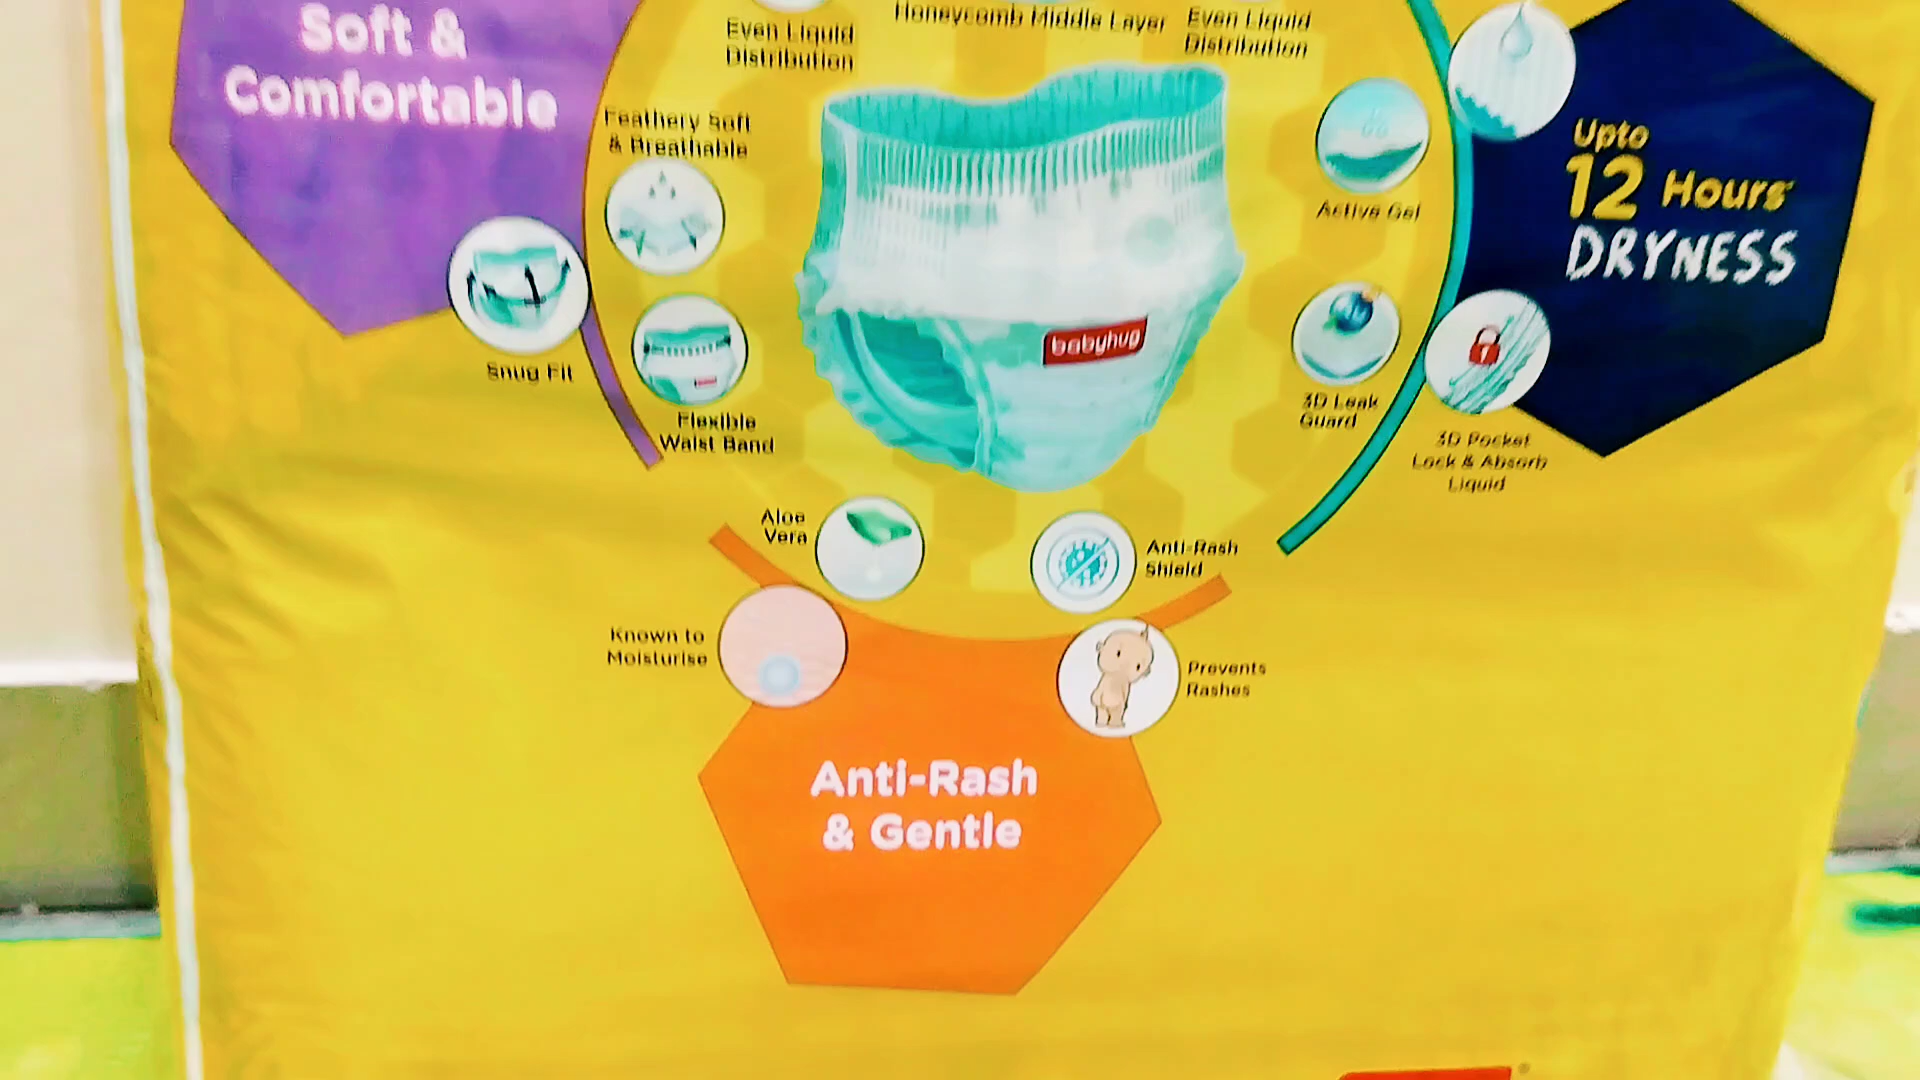 Soft &
Comfortable
Even Liquid
Distribution
Honeycomb Middle Layer
Even Liquid
Distribution
Feathery Soft
& Breathable
Snug Fit
Flexible
Waist Band
babyhug
Active Gel
3D Leak
Guard
Upto
12 Hours*
DRYNESS
3D Pocket
Lock & Absorb
Liquid
Aloe
Vera
Anti-Rash
Shield
Known to
Moisturise
Prevents
Rashes
Anti-Rash
& Gentle